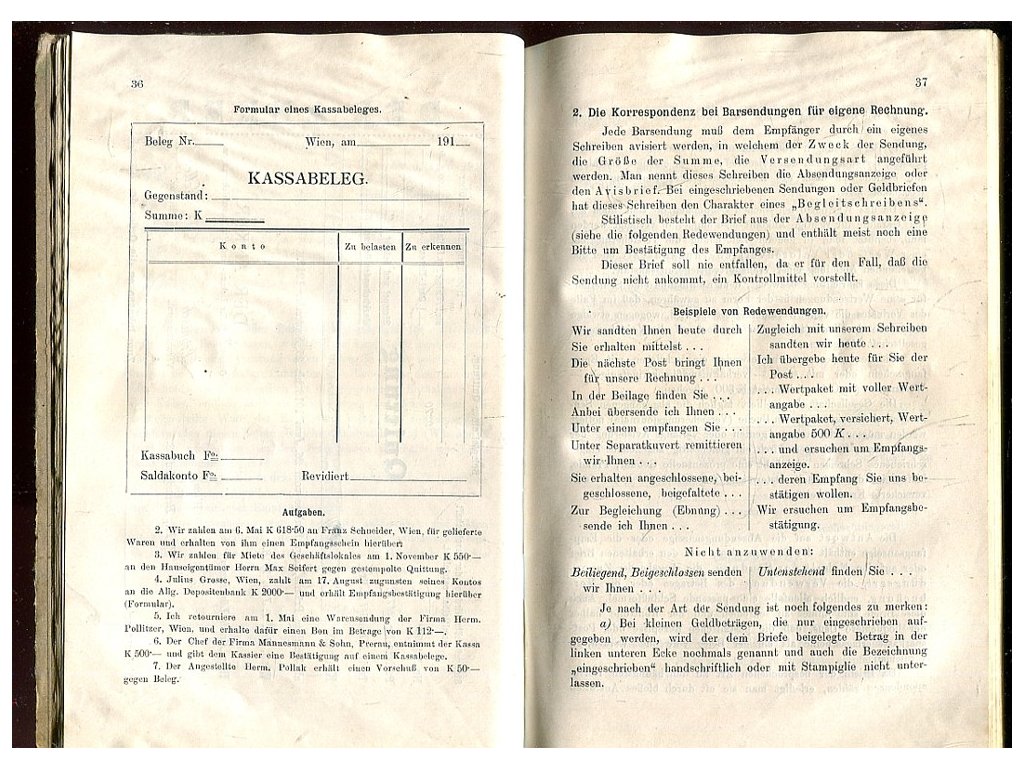 36
Formular eines Kassabeleges.
Beleg Nr.
Wien, am 191
KASSABELEG.
Gegenstand:
Summe: K
Konto
Zu belasten
Zu erkennen
Kassabuch Fo:
Saldakonto Fo:
Revidiert
Aufgaben.
2. Wir zahlen am 6. Mai K 618·50 an Franz Schneider, Wien, für gelieferte
Waren und erhalten von ihm einen Empfangsschein hierüber.
3. Wir zahlen für Miete des Geschäftslokales am 1. November K 550·—
an den Hauseigentümer Herrn Max Seifert gegen gestempelte Quittung.
4. Julius Grosse, Wien, zahlt am 17. August zugunsten seines Kontos
an die Allg. Depositenbank K 2000·— und erhält Empfangsbestätigung hierüber
(Formular).
5. Ich retourniere am 1. Mai eine Warensendung der Firma Herm.
Pollitzer, Wien, und erhalte dafür einen Bon im Betrage von K 112·—.
6. Der Chef der Firma Mannesmann & Sohn, entnimmt der Kassa
K 500·— und gibt dem Kassier eine Bestätigung auf einem Kassabelege.
7. Der Angestellte Herm. Pollak erhält einen Vorschuß von K 50·—
gegen Beleg.
37
2. Die Korrespondenz bei Barsendungen für eigene Rechnung.
Jede Barsendung muß dem Empfänger durch ein eigenes
Schreiben avisiert werden, in welchem der Zweck der Sendung,
die Größe der Summe, die Versendungsart angeführt
werden. Man nennt dieses Schreiben die Absendungsanzeige oder
den Avisbrief. Bei eingeschriebenen Sendungen oder Geldbriefen
hat dieses Schreiben den Charakter eines „Begleitschreibens“.
Stilistisch besteht der Brief aus der Absendungsanzeige
(siehe die folgenden Redewendungen) und enthält meist noch eine
Bitte um Bestätigung des Empfanges.
Dieser Brief soll nie entfallen, da er für den Fall, daß die
Sendung nicht ankommt, ein Kontrollmittel vorstellt.
Beispiele von Redewendungen.
Wir sandten Ihnen heute durch
Sie erhalten mittelst . . .
Die nächste Post bringt Ihnen
für unsere Rechnung . . .
In der Beilage finden Sie . . .
Anbei übersende ich Ihnen . . .
Unter einem empfangen Sie . . .
Unter Separatkuvert remittieren
wir Ihnen . . .
Sie erhalten angeschlossene, bei-
geschlossene, beigefaltete . . .
Zur Begleichung (Ebnung) . . .
sende ich Ihnen . . .
Zugleich mit unserem Schreiben
sandten wir heute . . .
Ich übergebe heute für Sie der
Post . . .
. . . Wertpaket mit voller Wert-
angabe . . .
. . . Wertpaket, versichert, Wert-
angabe 500 K . . .
. . . und ersuchen um Empfangs-
anzeige.
. . . deren Empfang Sie uns be-
stätigen wollen.
Wir ersuchen um Empfangsbe-
stätigung.
Nicht anzuwenden:
Beiliegend, Beigeschlossen senden
wir Ihnen . . .
Untenstehend finden Sie . . .
Je nach der Art der Sendung ist noch folgendes zu merken:
a) Bei kleinen Geldbeträgen, die nur eingeschrieben auf-
gegeben werden, wird der dem Briefe beigelegte Betrag in der
linken unteren Ecke nochmals genannt und auch die Bezeichnung
„eingeschrieben“ handschriftlich oder mit Stampiglie nicht unter-
lassen.